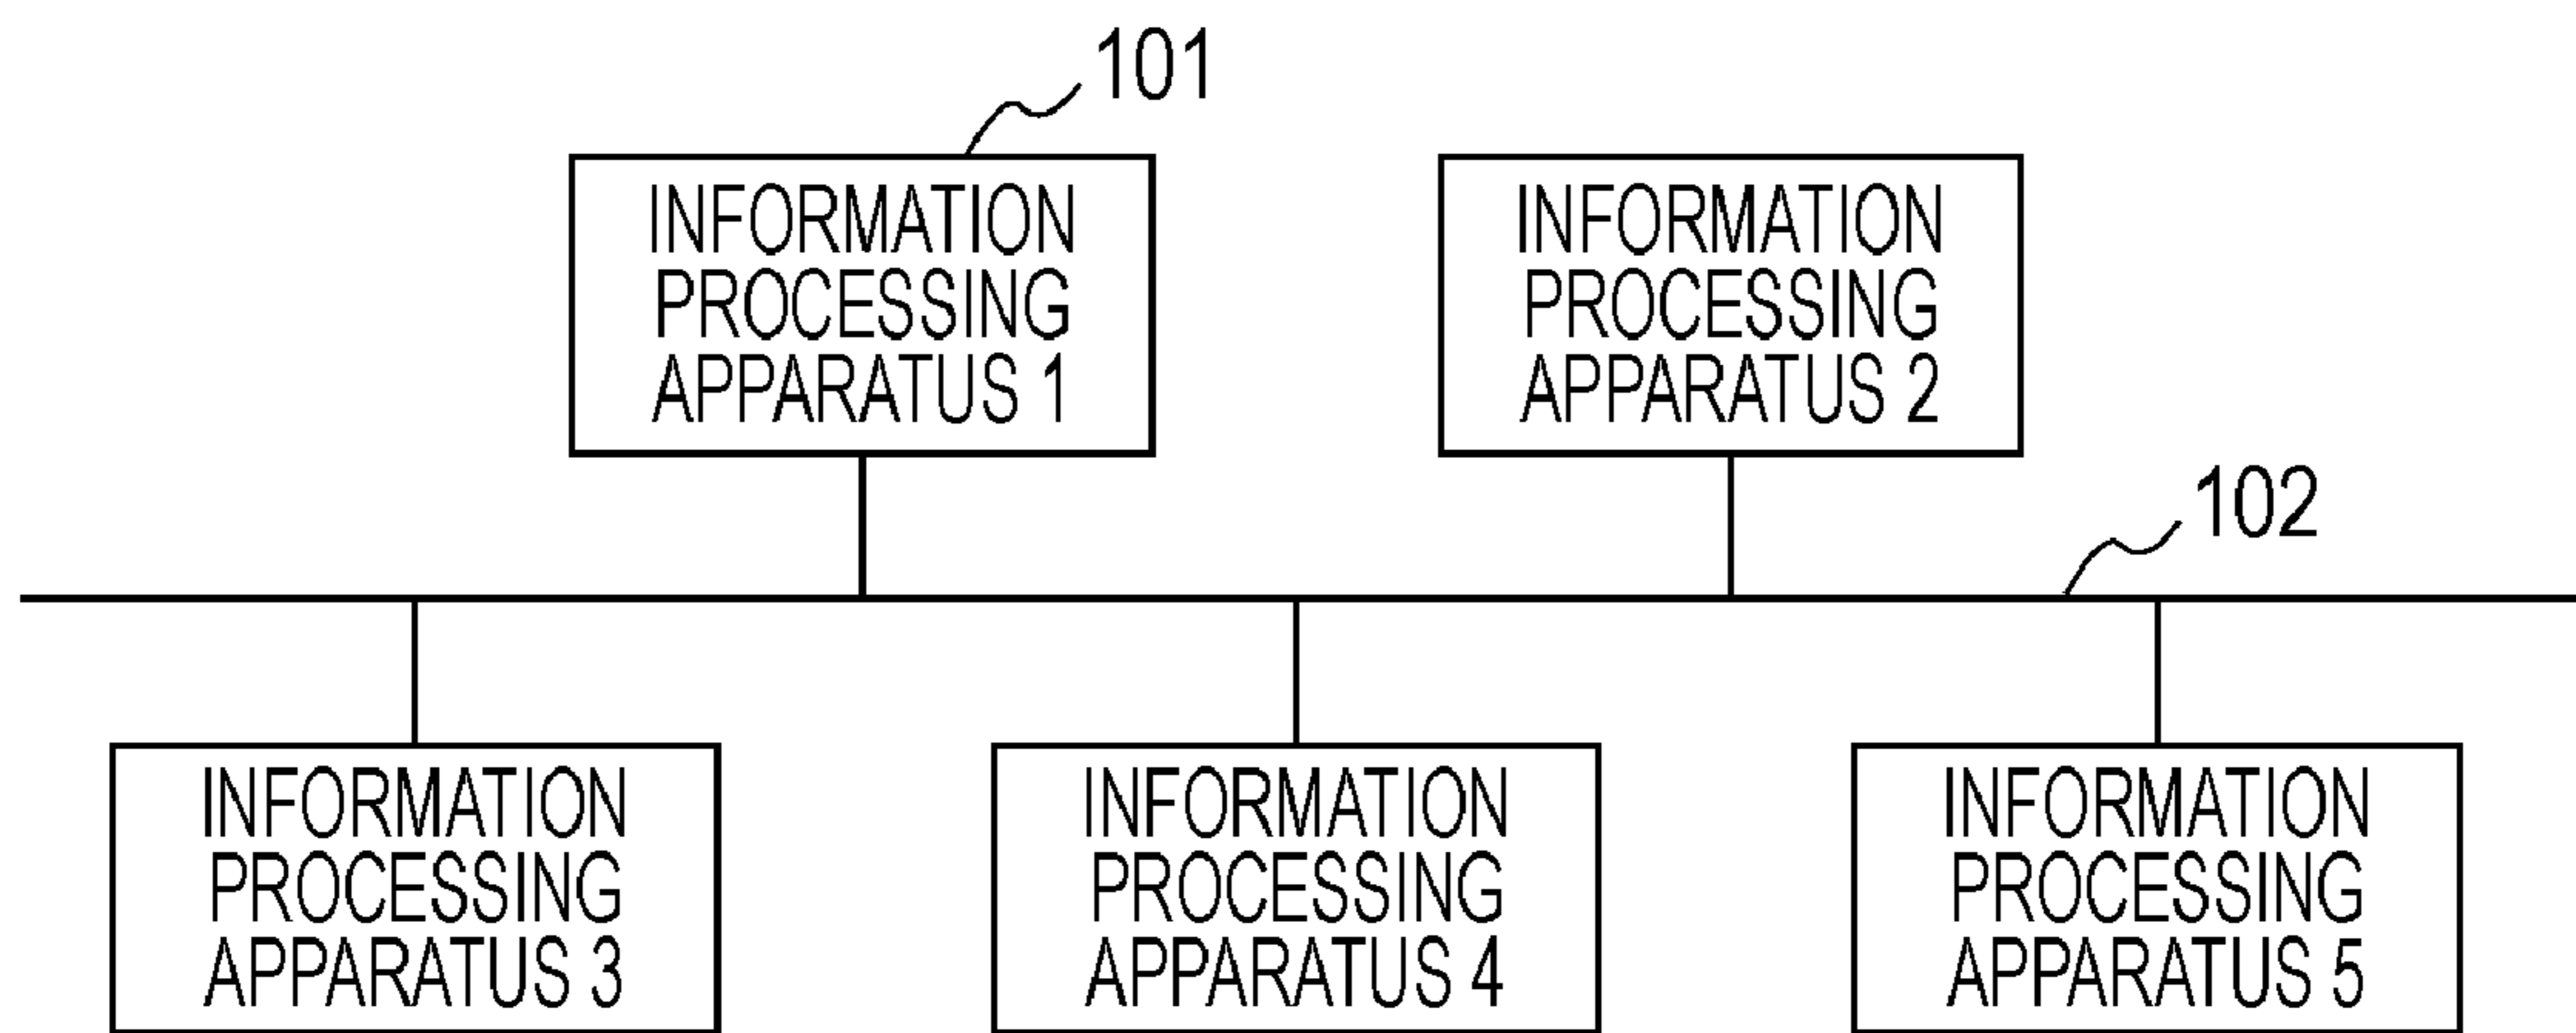 101
INFORMATION
PROCESSING
APPARATUS 1
INFORMATION
PROCESSING
APPARATUS 2
102
INFORMATION
PROCESSING
APPARATUS 3
INFORMATION
PROCESSING
APPARATUS 4
INFORMATION
PROCESSING
APPARATUS 5